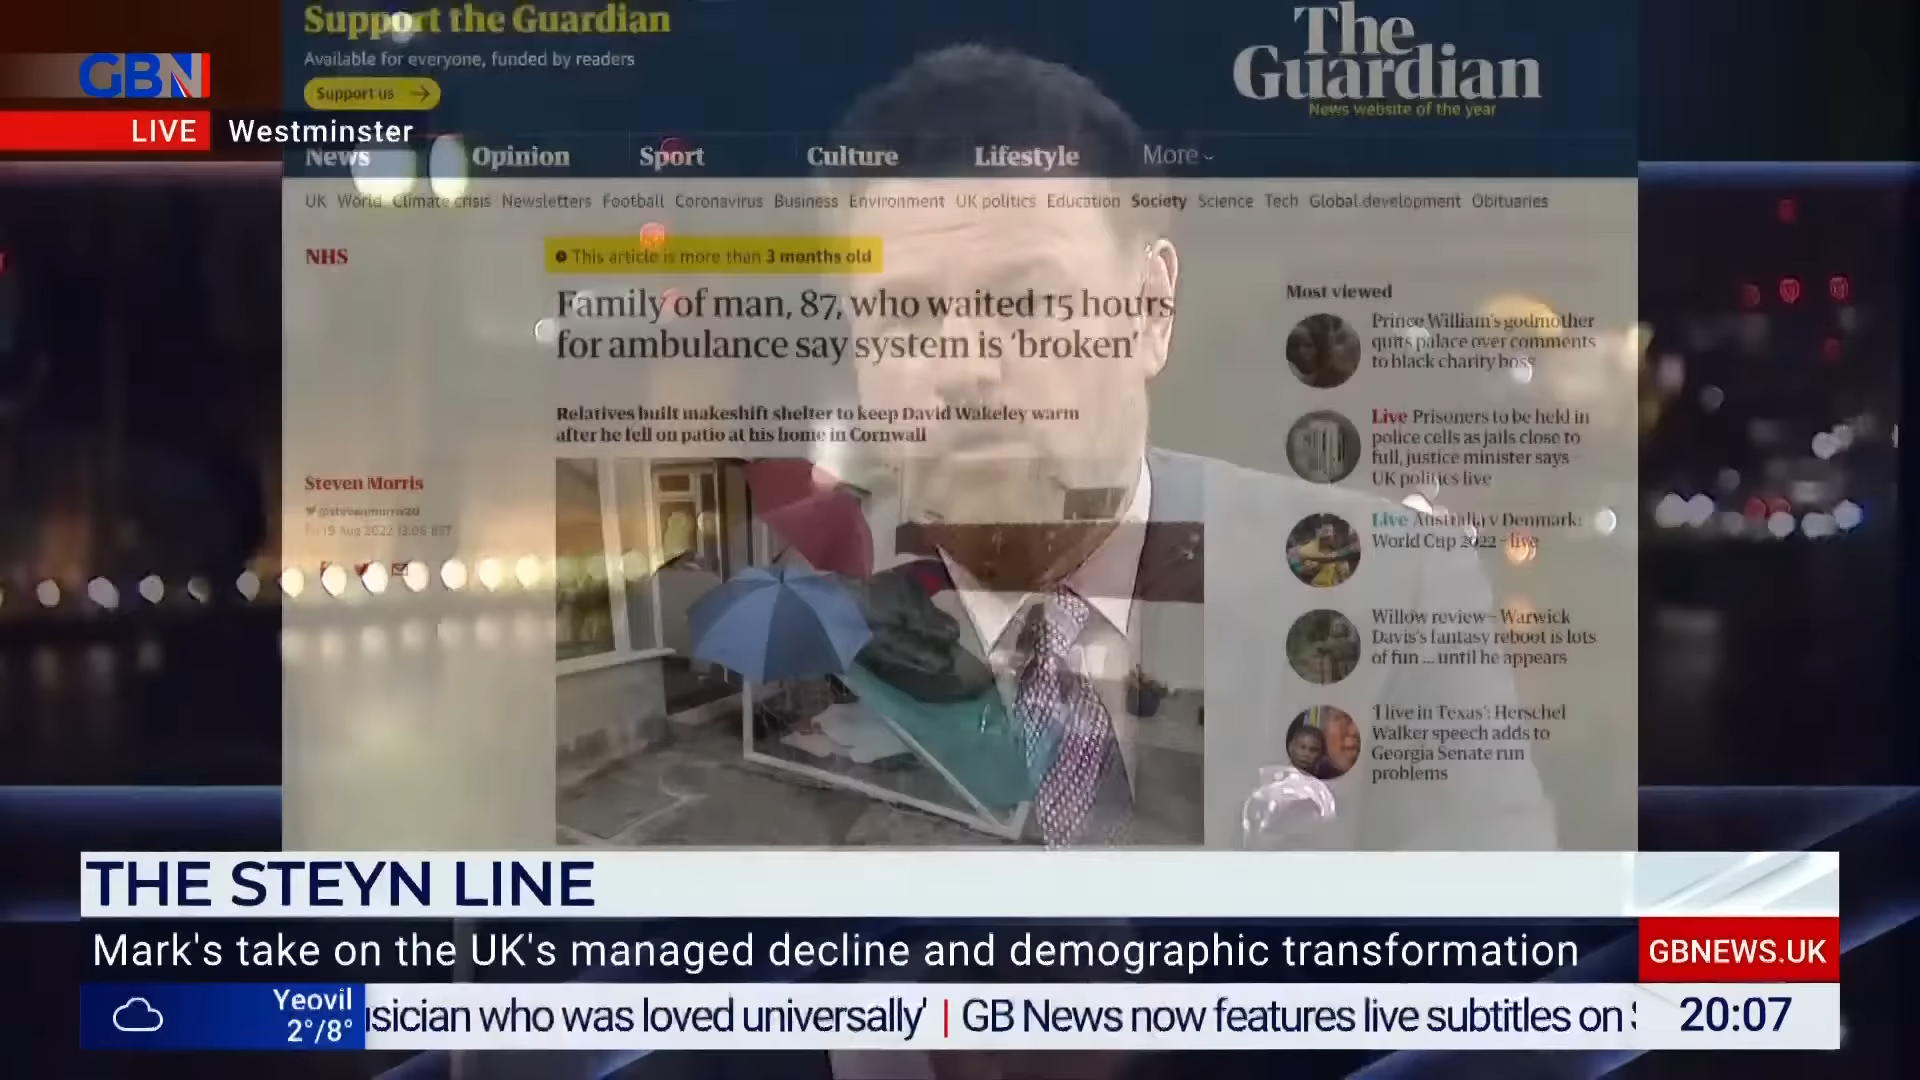 Support the Guardian
Available for everyone, funded by readers
Support us
The
Guardian
News website of the year
GBN
LIVE Westminster
News Opinion Sport Culture Lifestyle More
UK World Climate crisis Newsletters Football Coronavirus Business Environment UK politics Education Society Science Tech Global development Obituaries
NHS
This article is more than 3 months old
Family of man, 87, who waited 15 hours
for ambulance say system is ‘broken’
Relatives built makeshift shelter to keep David Wakeley warm
after he fell on patio at his home in Cornwall
Steven Morris
19 Aug 2022 13.06 BST
Most viewed
Prince William's godmother
quits palace over comments
to black charity boss
Live Prisoners to be held in
police cells as jails close to
full, justice minister says –
UK politics live
Live Australia v Denmark:
World Cup 2022 – live
Willow review – Warwick
Davis's fantasy reboot is lots
of fun ... until he appears
‘I live in Texas’: Herschel
Walker speech adds to
Georgia Senate run
problems
THE STEYN LINE
Mark's take on the UK's managed decline and demographic transformation
GBNEWS.UK
Yeovil
2°/8°
usician who was loved universally' | GB News now features live subtitles on
20:07